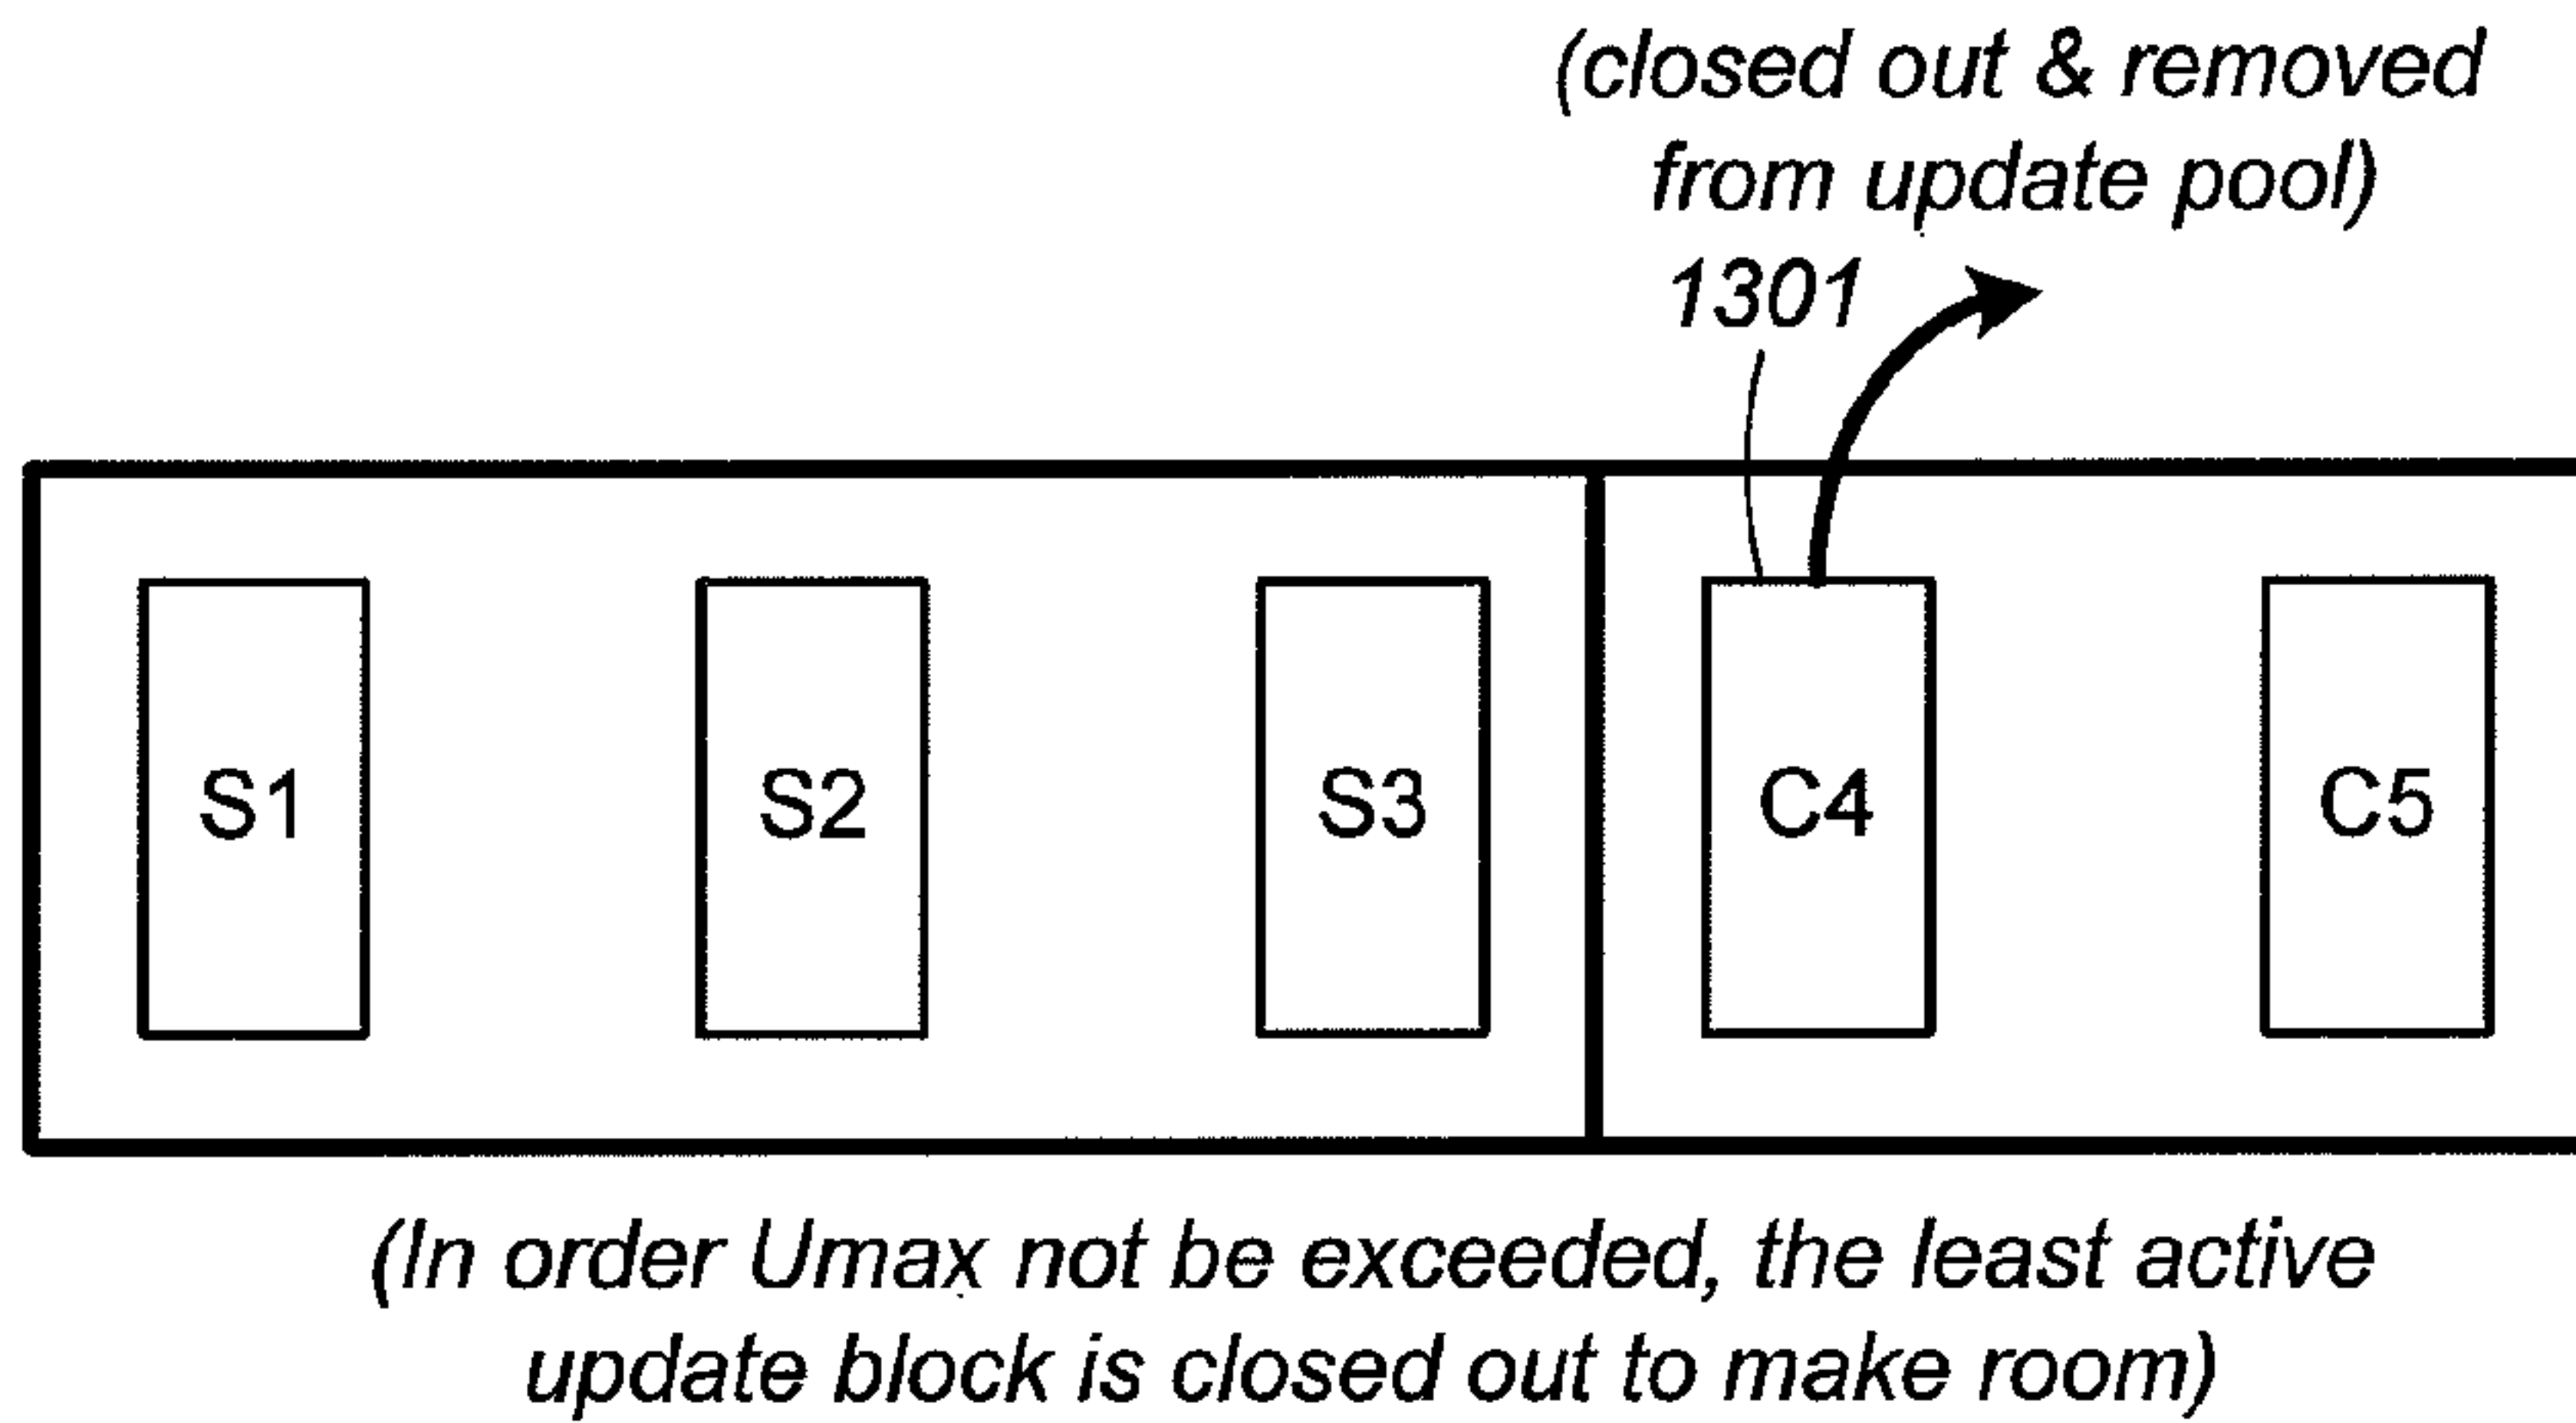 (closed out & removed
from update pool)
1301
S1
S2
S3
C4
C5
(In order Umax not be exceeded, the least active
update block is closed out to make room)